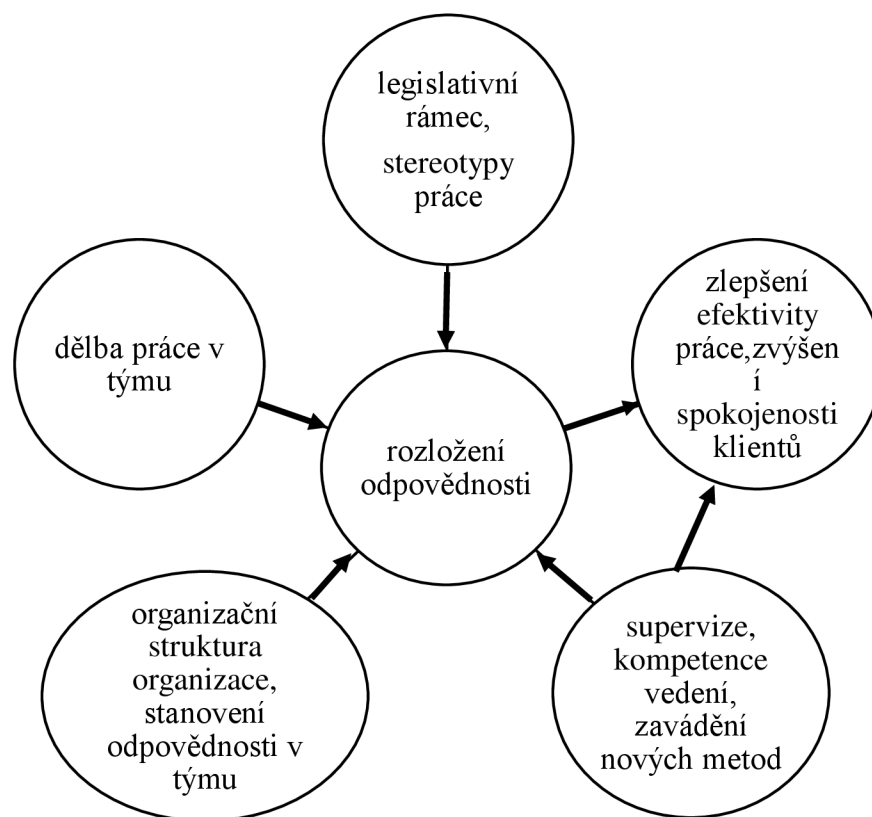 legislativní
rámec,
stereotypy
práce
dělba práce v
týmu
zlepšení
efektivity
práce,zvýšen
í
spokojenosti
klientů
rozložení
odpovědnosti
organizační
struktura
organizace,
stanovení
odpovědnosti v
týmu
supervize,
kompetence
vedení,
zavádění
nových metod